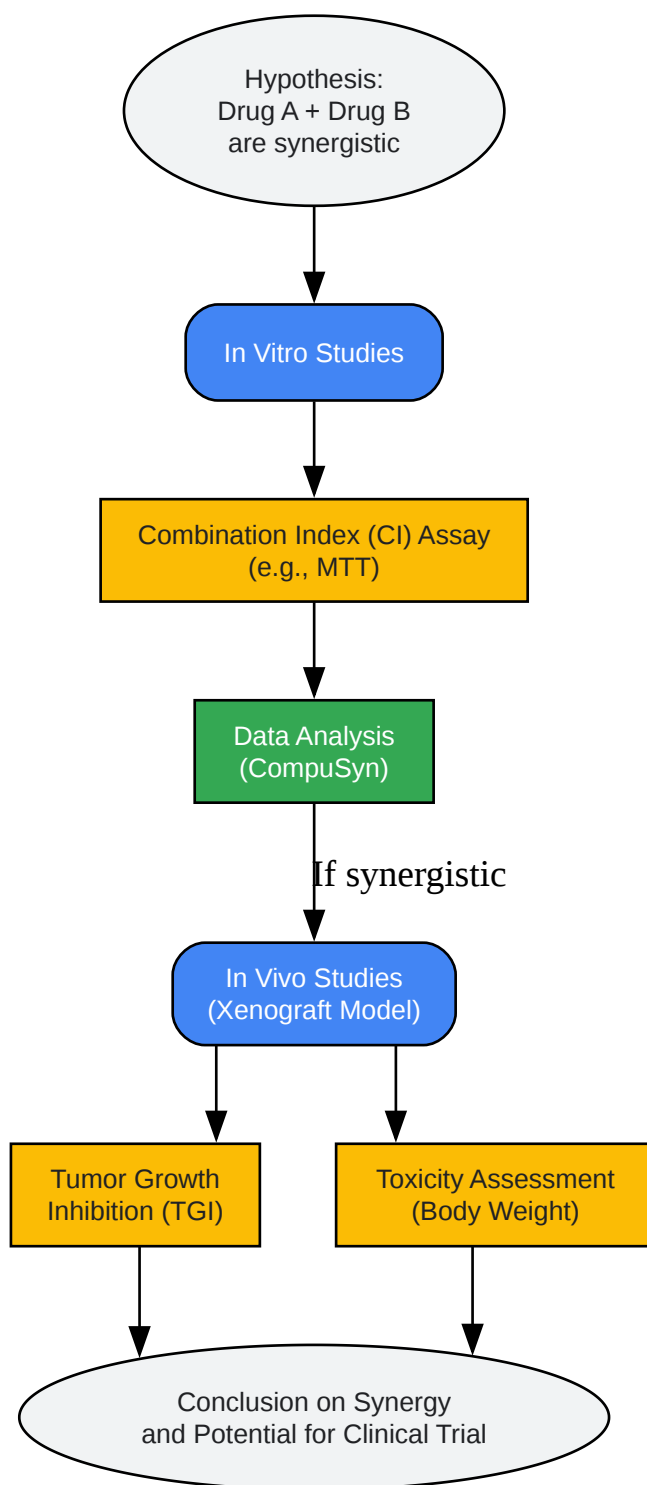 Hypothesis:
Drug A + Drug B
are synergistic
In Vitro Studies
Combination Index (CI) Assay
(e.g., MTT)
Data Analysis
(CompuSyn)
If synergistic
In Vivo Studies
(Xenograft Model)
Tumor Growth
Inhibition (TGI)
Toxicity Assessment
(Body Weight)
Conclusion on Synergy
and Potential for Clinical Trial